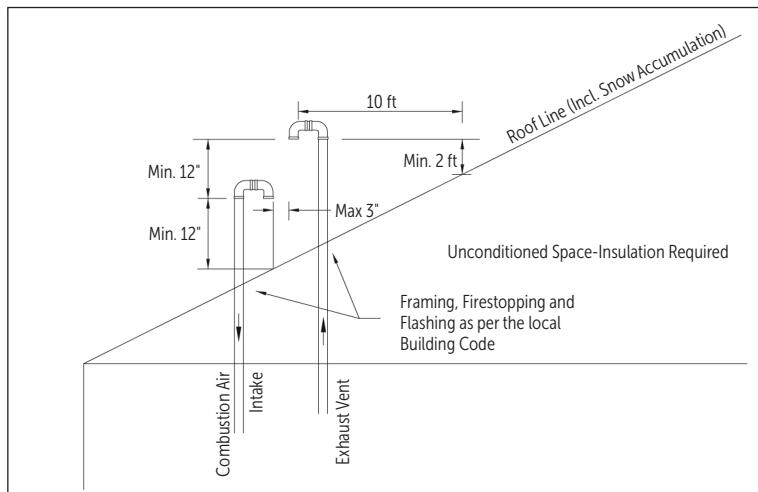 10 ft
Roof Line (Incl. Snow Accumulation)
Min. 12"
Min. 2 ft
Max 3"
Min. 12"
Unconditioned Space-Insulation Required
Framing, Firestopping and
Flashing as per the local
Building Code
Combustion Air
Intake
Exhaust Vent